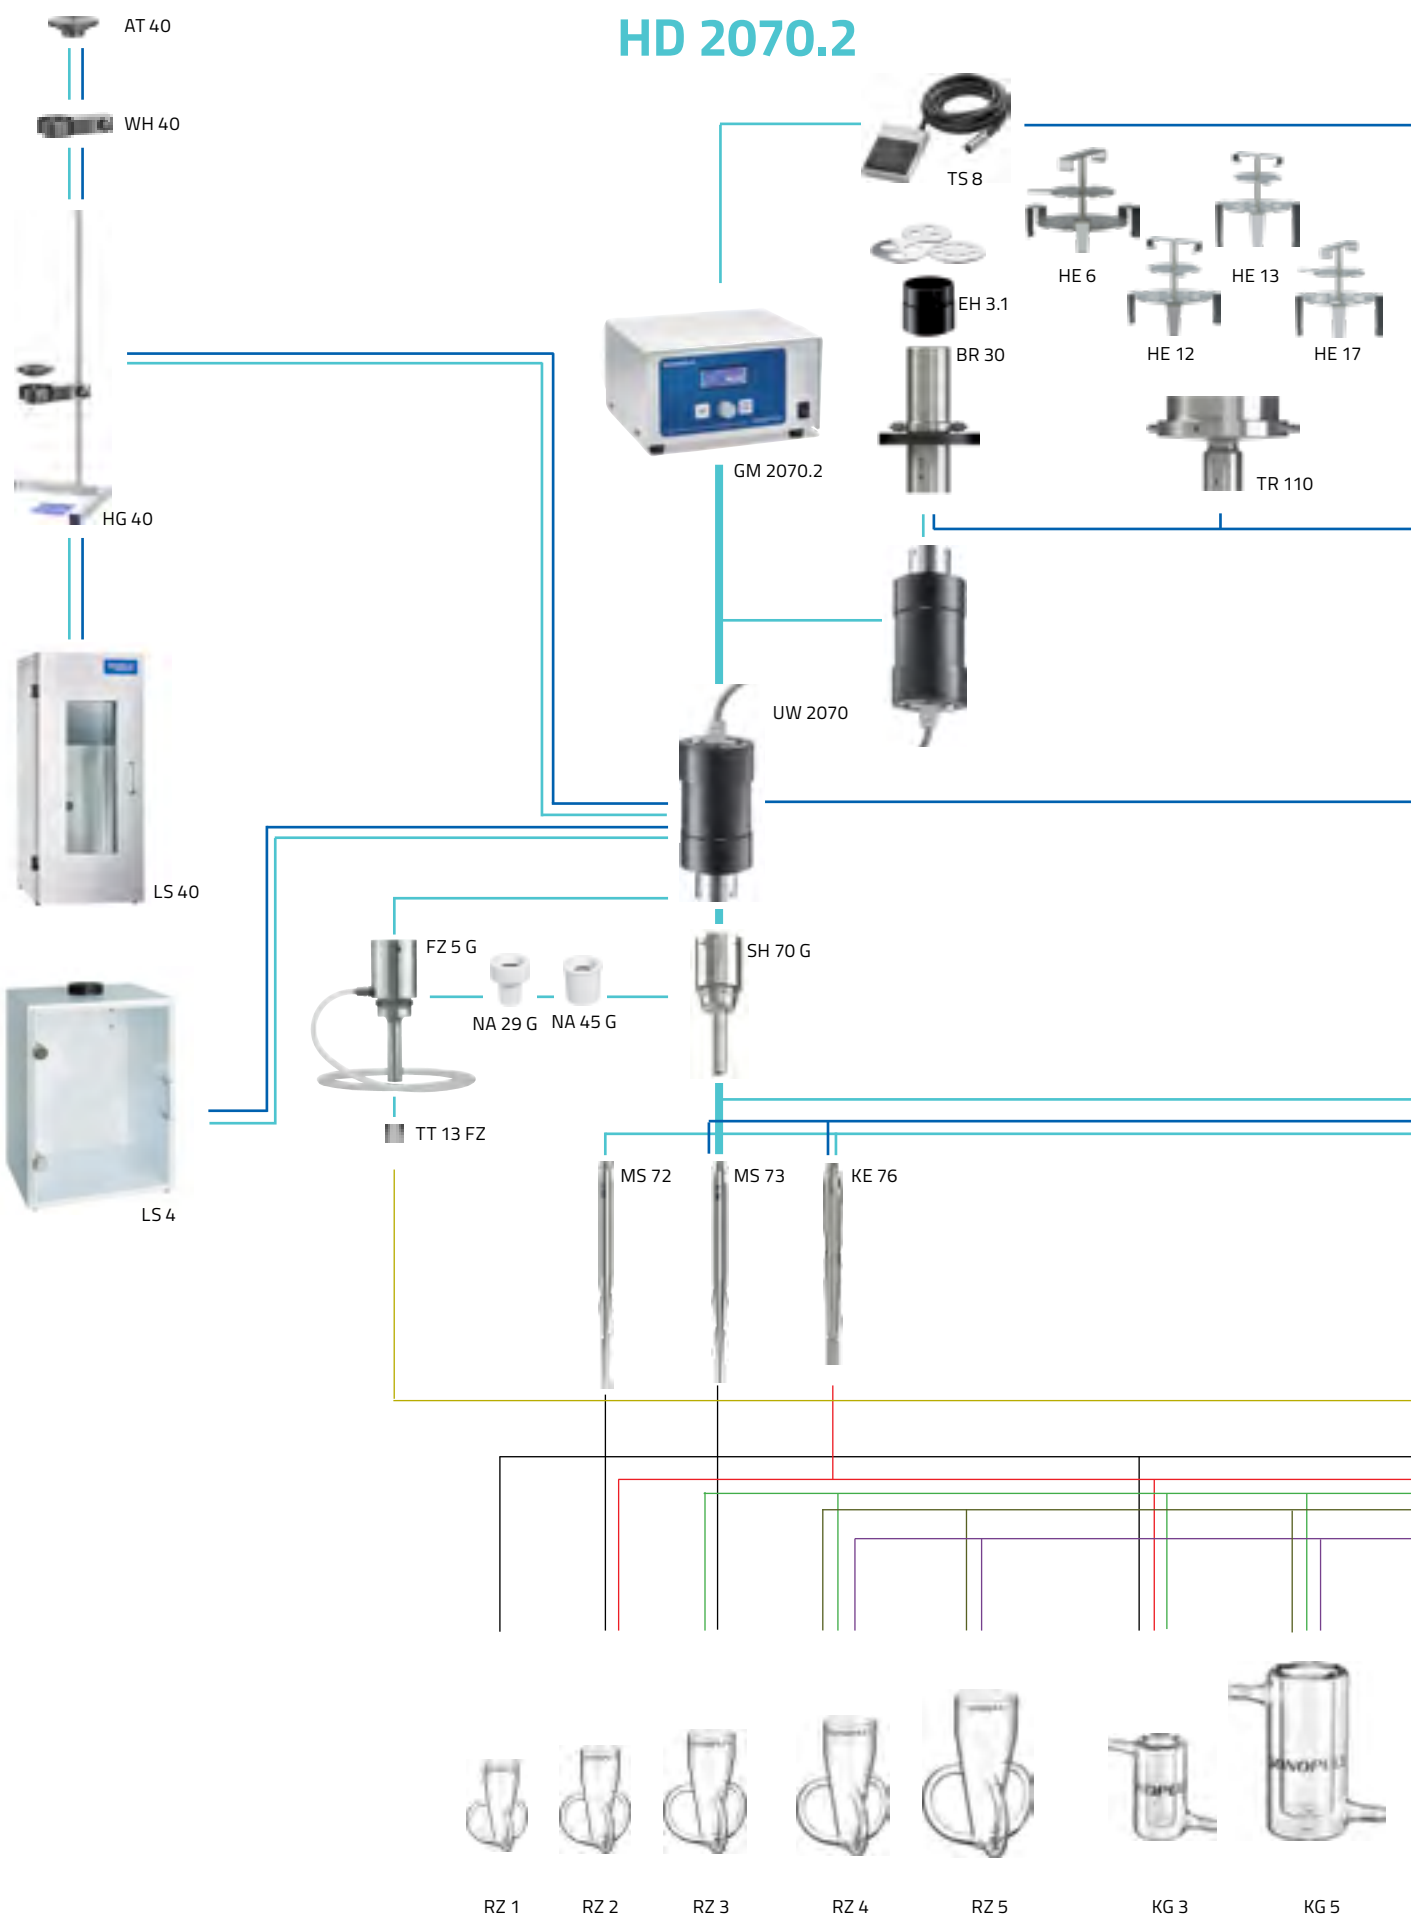 HD 2070.2
AT 40
WH 40
TS 8
HE 6
HE 13
EH 3.1
HE 12
HE 17
BR 30
GM 2070.2
TR 110
HG 40
UW 2070
LS 40
FZ 5 G
SH 70 G
NA 29 G
NA 45 G
TT 13 FZ
MS 72
MS 73
KE 76
LS 4
RZ 1
RZ 2
RZ 3
RZ 4
RZ 5
KG 3
KG 5